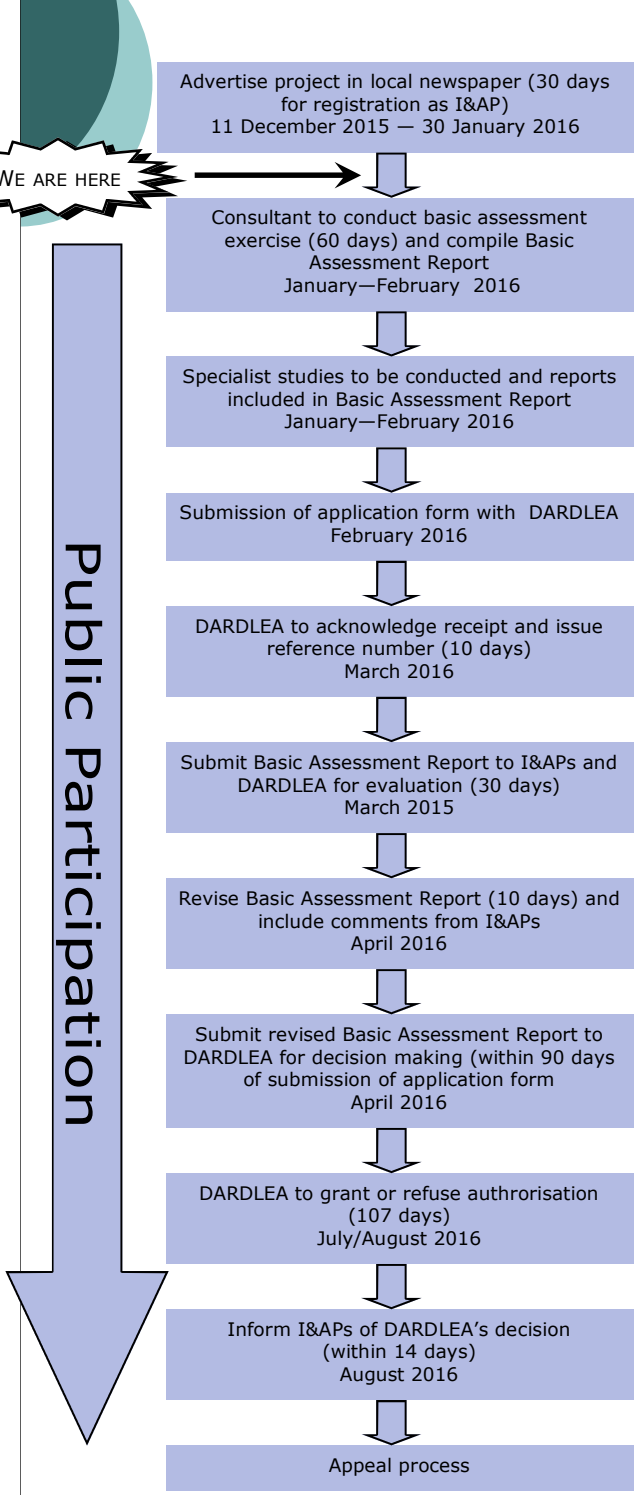 Advertise project in local newspaper (30 days
for registration as I&AP)
11 December 2015 — 30 January 2016
WE ARE HERE
Consultant to conduct basic assessment
exercise (60 days) and compile Basic
Assessment Report
January—February  2016
Specialist studies to be conducted and reports
included in Basic Assessment Report
January—February 2016
Submission of application form with  DARDLEA
February 2016
DARDLEA to acknowledge receipt and issue
reference number (10 days)
March 2016
Submit Basic Assessment Report to I&APs and
DARDLEA for evaluation (30 days)
March 2015
Revise Basic Assessment Report (10 days) and
include comments from I&APs
April 2016
Submit revised Basic Assessment Report to
DARDLEA for decision making (within 90 days
of submission of application form
April 2016
DARDLEA to grant or refuse authrorisation
(107 days)
July/August 2016
Inform I&APs of DARDLEA’s decision
(within 14 days)
August 2016
Appeal process
Public Participation